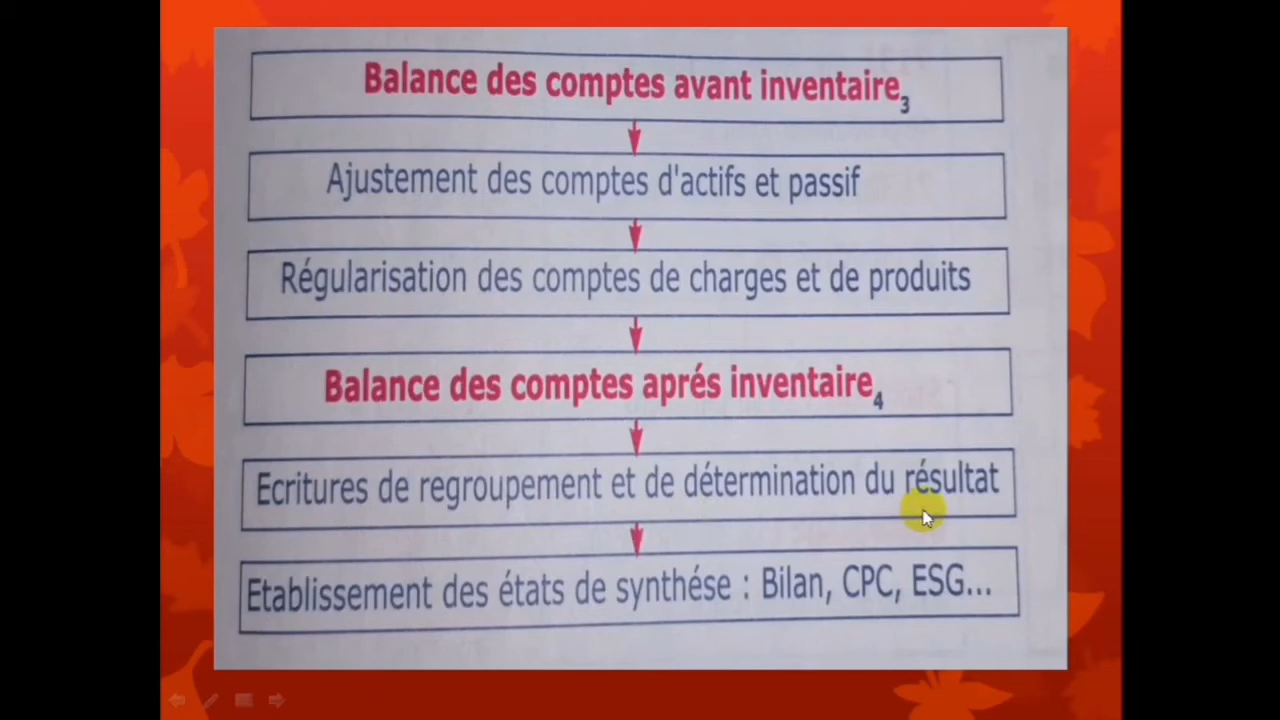 Balance des comptes avant inventaire3
Ajustement des comptes d'actifs et passif
Régularisation des comptes de charges et de produits
Balance des comptes aprés inventaire4
Ecritures de regroupement et de détermination du résultat
Etablissement des états de synthése : Bilan, CPC, ESG...